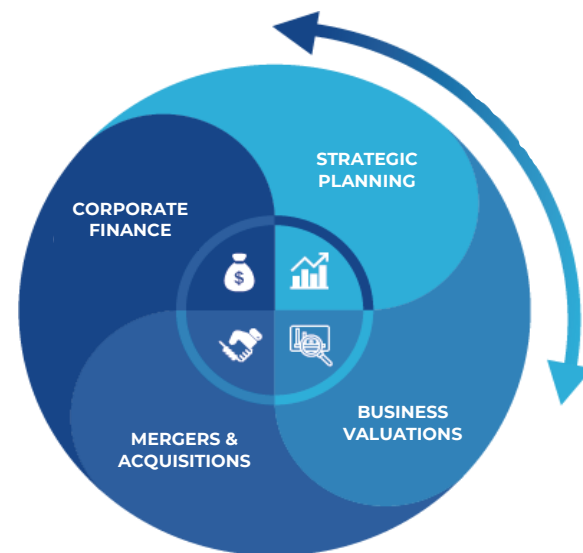 STRATEGIC
PLANNING
CORPORATE
FINANCE
$
BUSINESS
VALUATIONS
MERGERS &
ACQUISITIONS